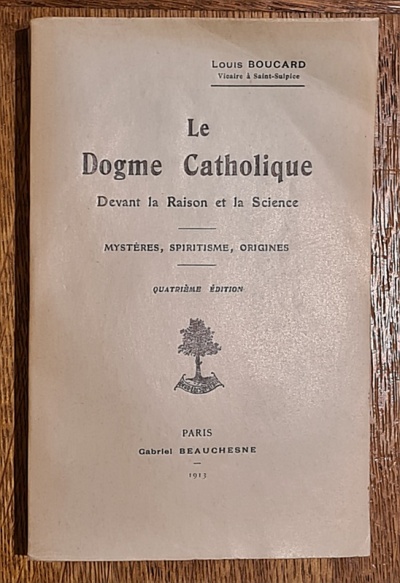 Louis BOUCARD
Vicaire à Saint-Sulpice
Le
Dogme Catholique
Devant la Raison et la Science
MYSTÈRES, SPIRITISME, ORIGINES
QUATRIÈME ÉDITION
PARIS
Gabriel BEAUCHESNE
1913